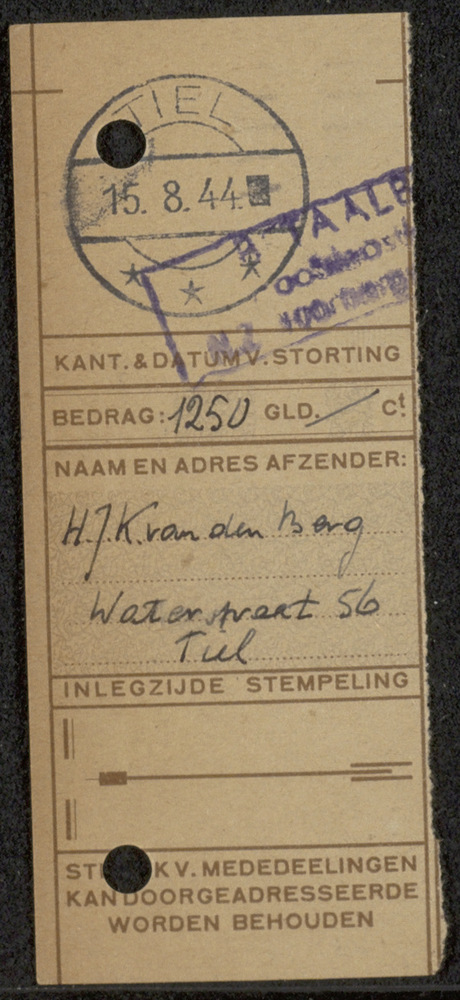 TIEL
15. 8. 44.
TAALB
KANT. & DATUM V. STORTING
BEDRAG: 1250 GLD. / Ct
NAAM EN ADRES AFZENDER:
H.J.K. van den Berg
Waterstraat 56
Tiel
INLEGZIJDE STEMPELING
K V. MEDEDEELINGEN
KAN DOORGEADRESSEERDE
WORDEN BEHOUDEN